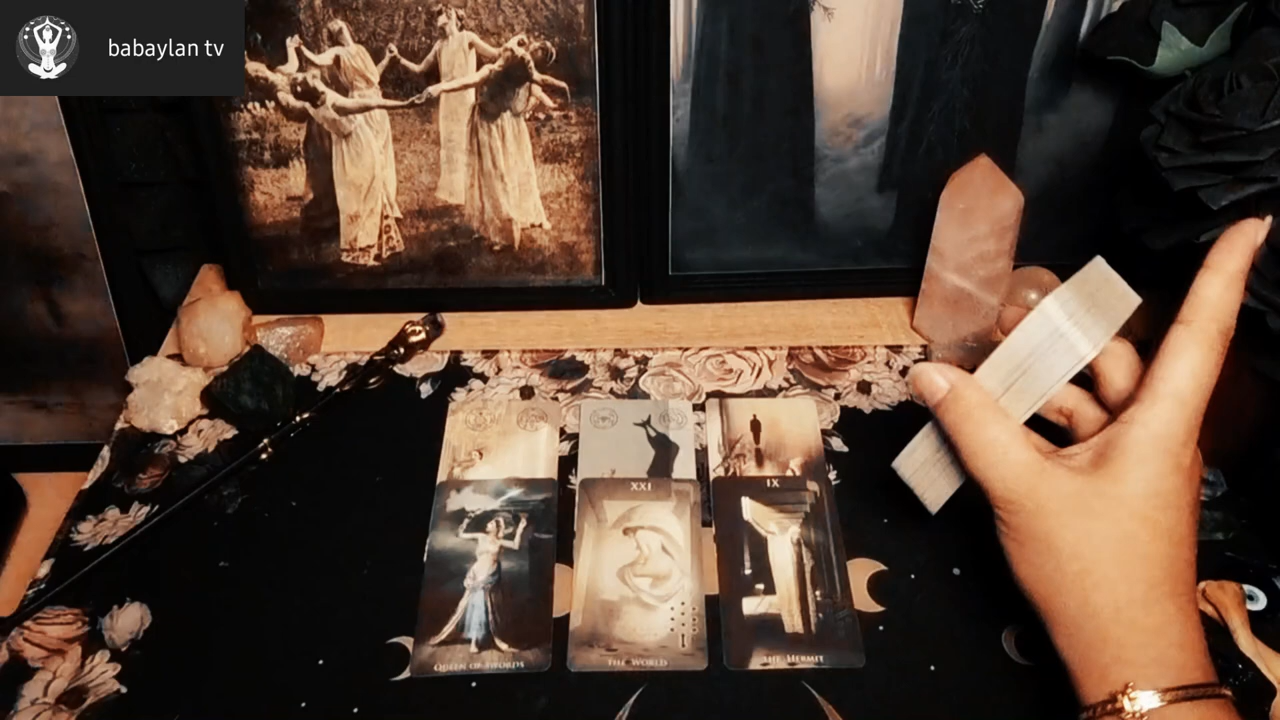 babaylan tv
XXI
IX
QUEEN OF SWORDS
THE WORLD
THE HERMIT